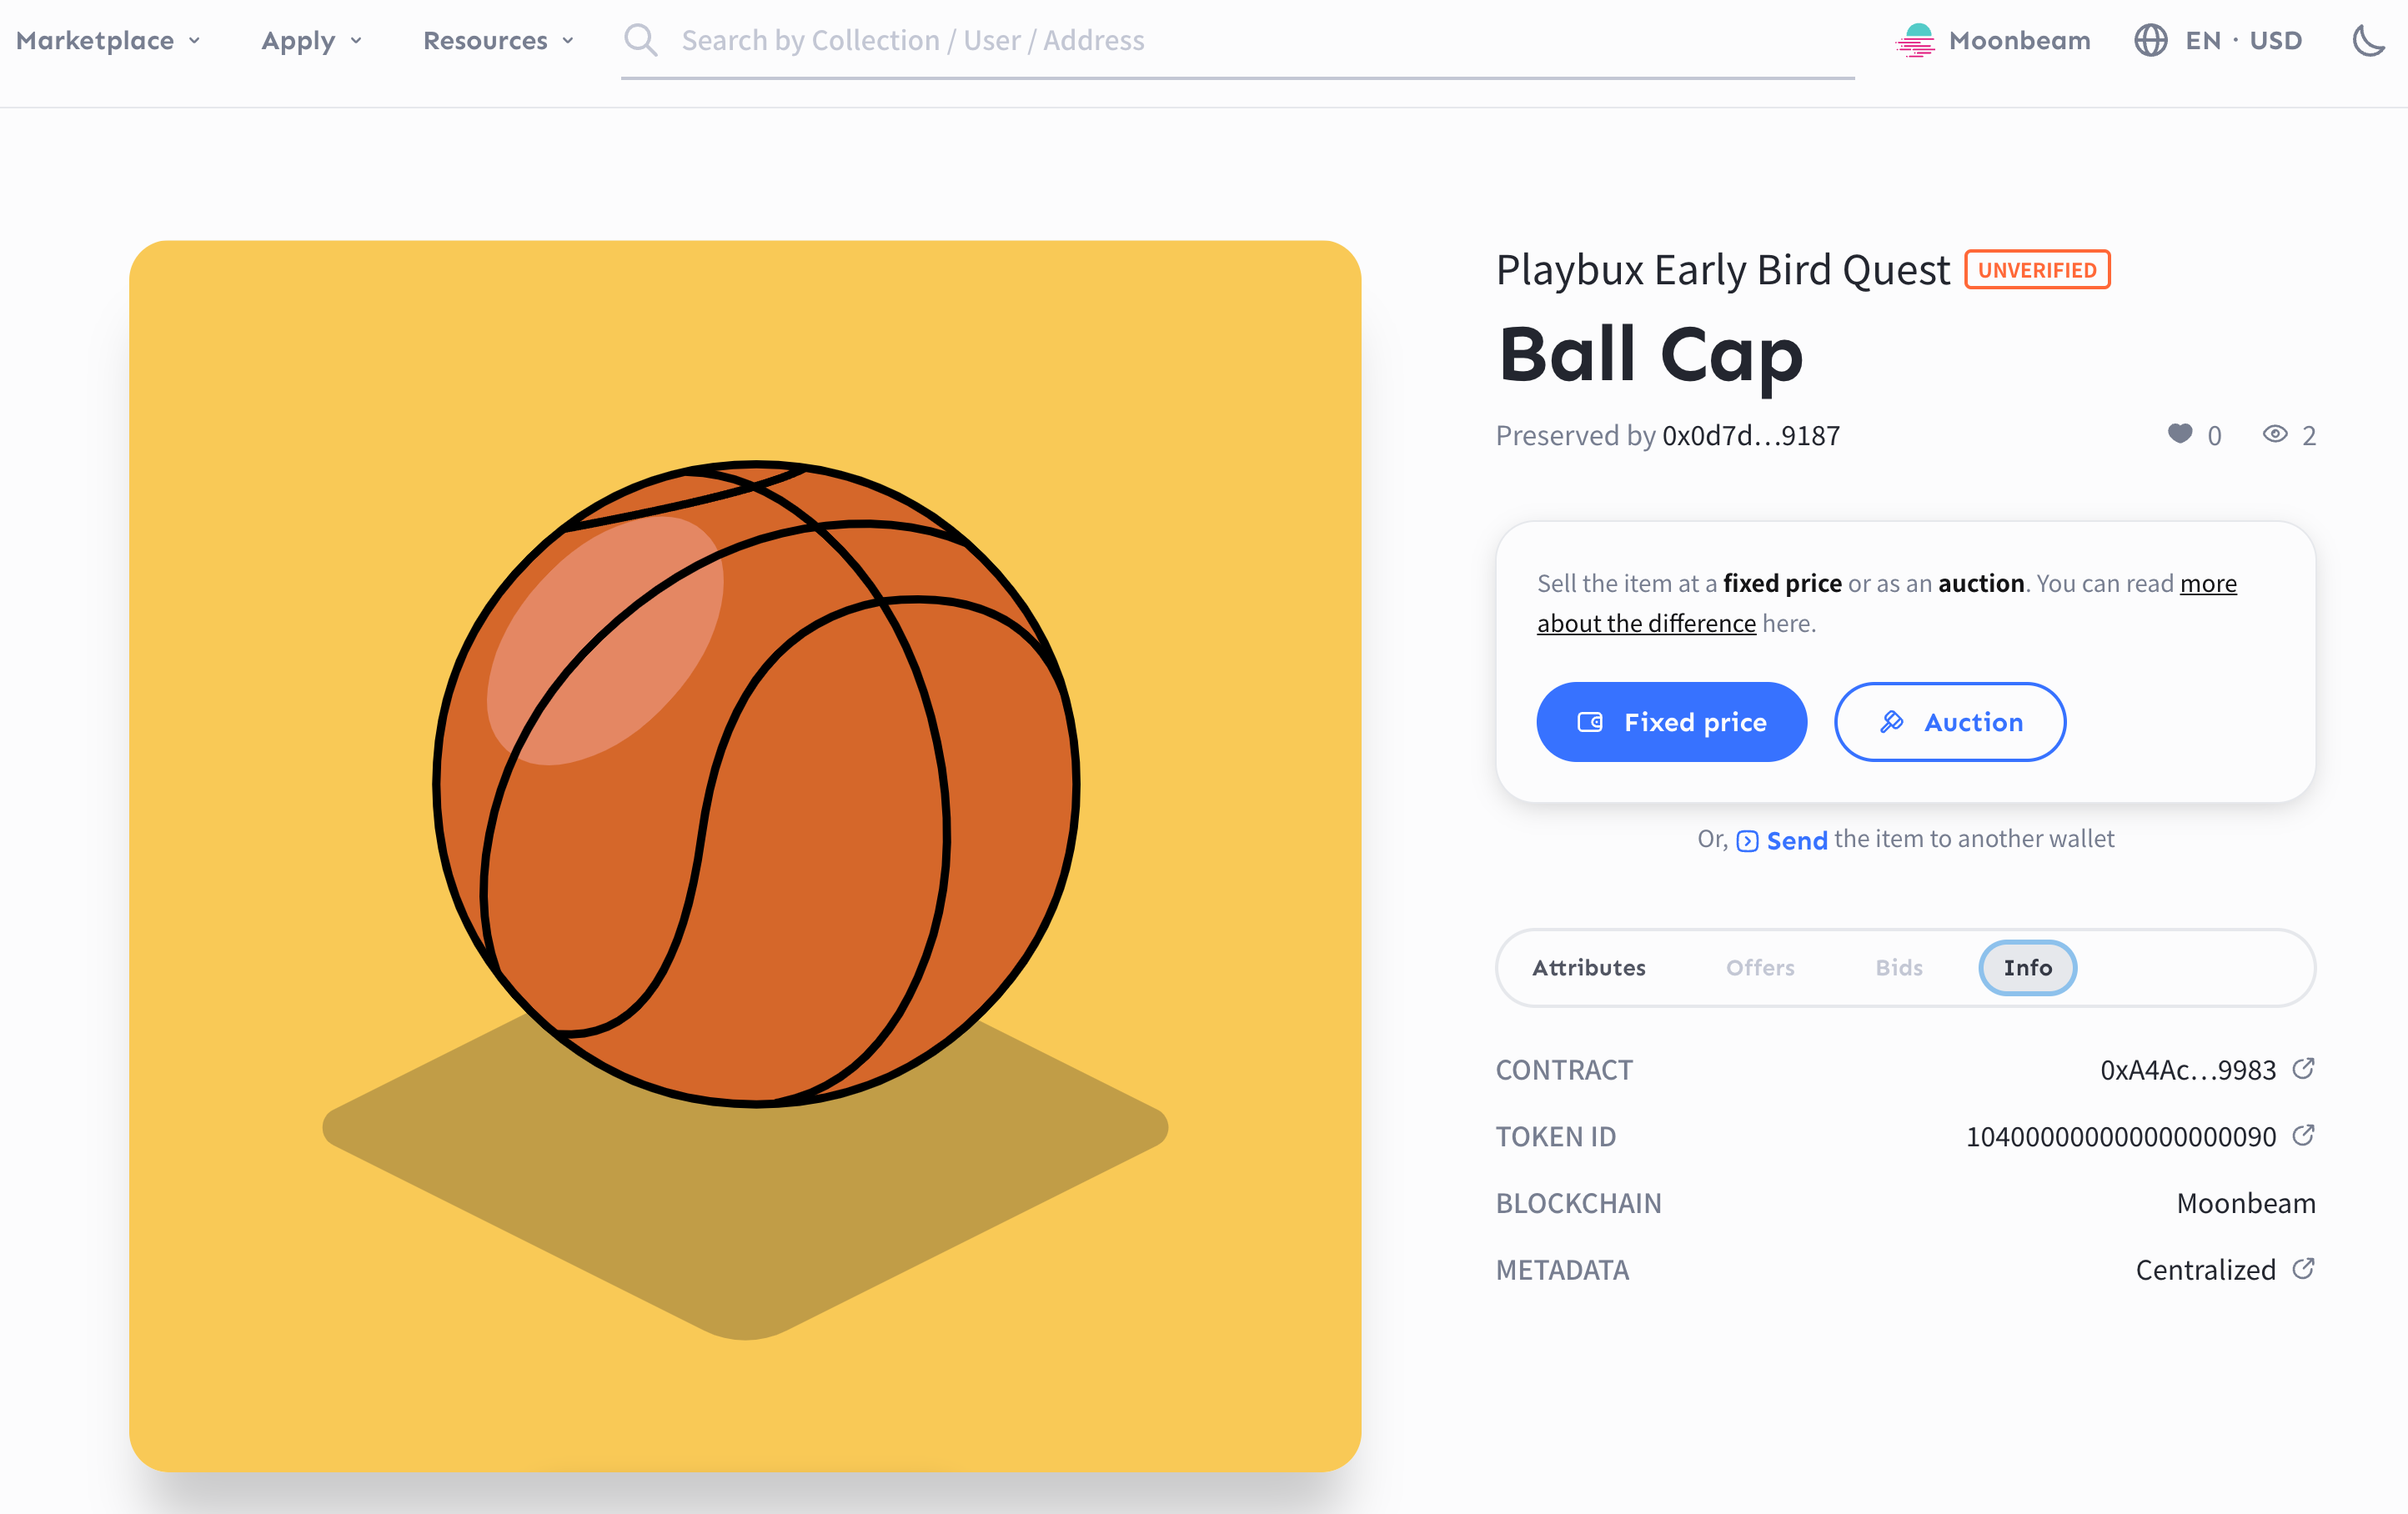 Marketplace Apply Resources Search by Collection / User / Address Moonbeam EN · USD
Playbux Early Bird Quest UNVERIFIED
Ball Cap
Preserved by 0x0d7d...9187 0 2
Sell the item at a fixed price or as an auction. You can read more
about the difference here.
Fixed price Auction
Or, Send the item to another wallet
Attributes Offers Bids Info
CONTRACT 0xA4Ac...9983
TOKEN ID 10400000000000000090
BLOCKCHAIN Moonbeam
METADATA Centralized